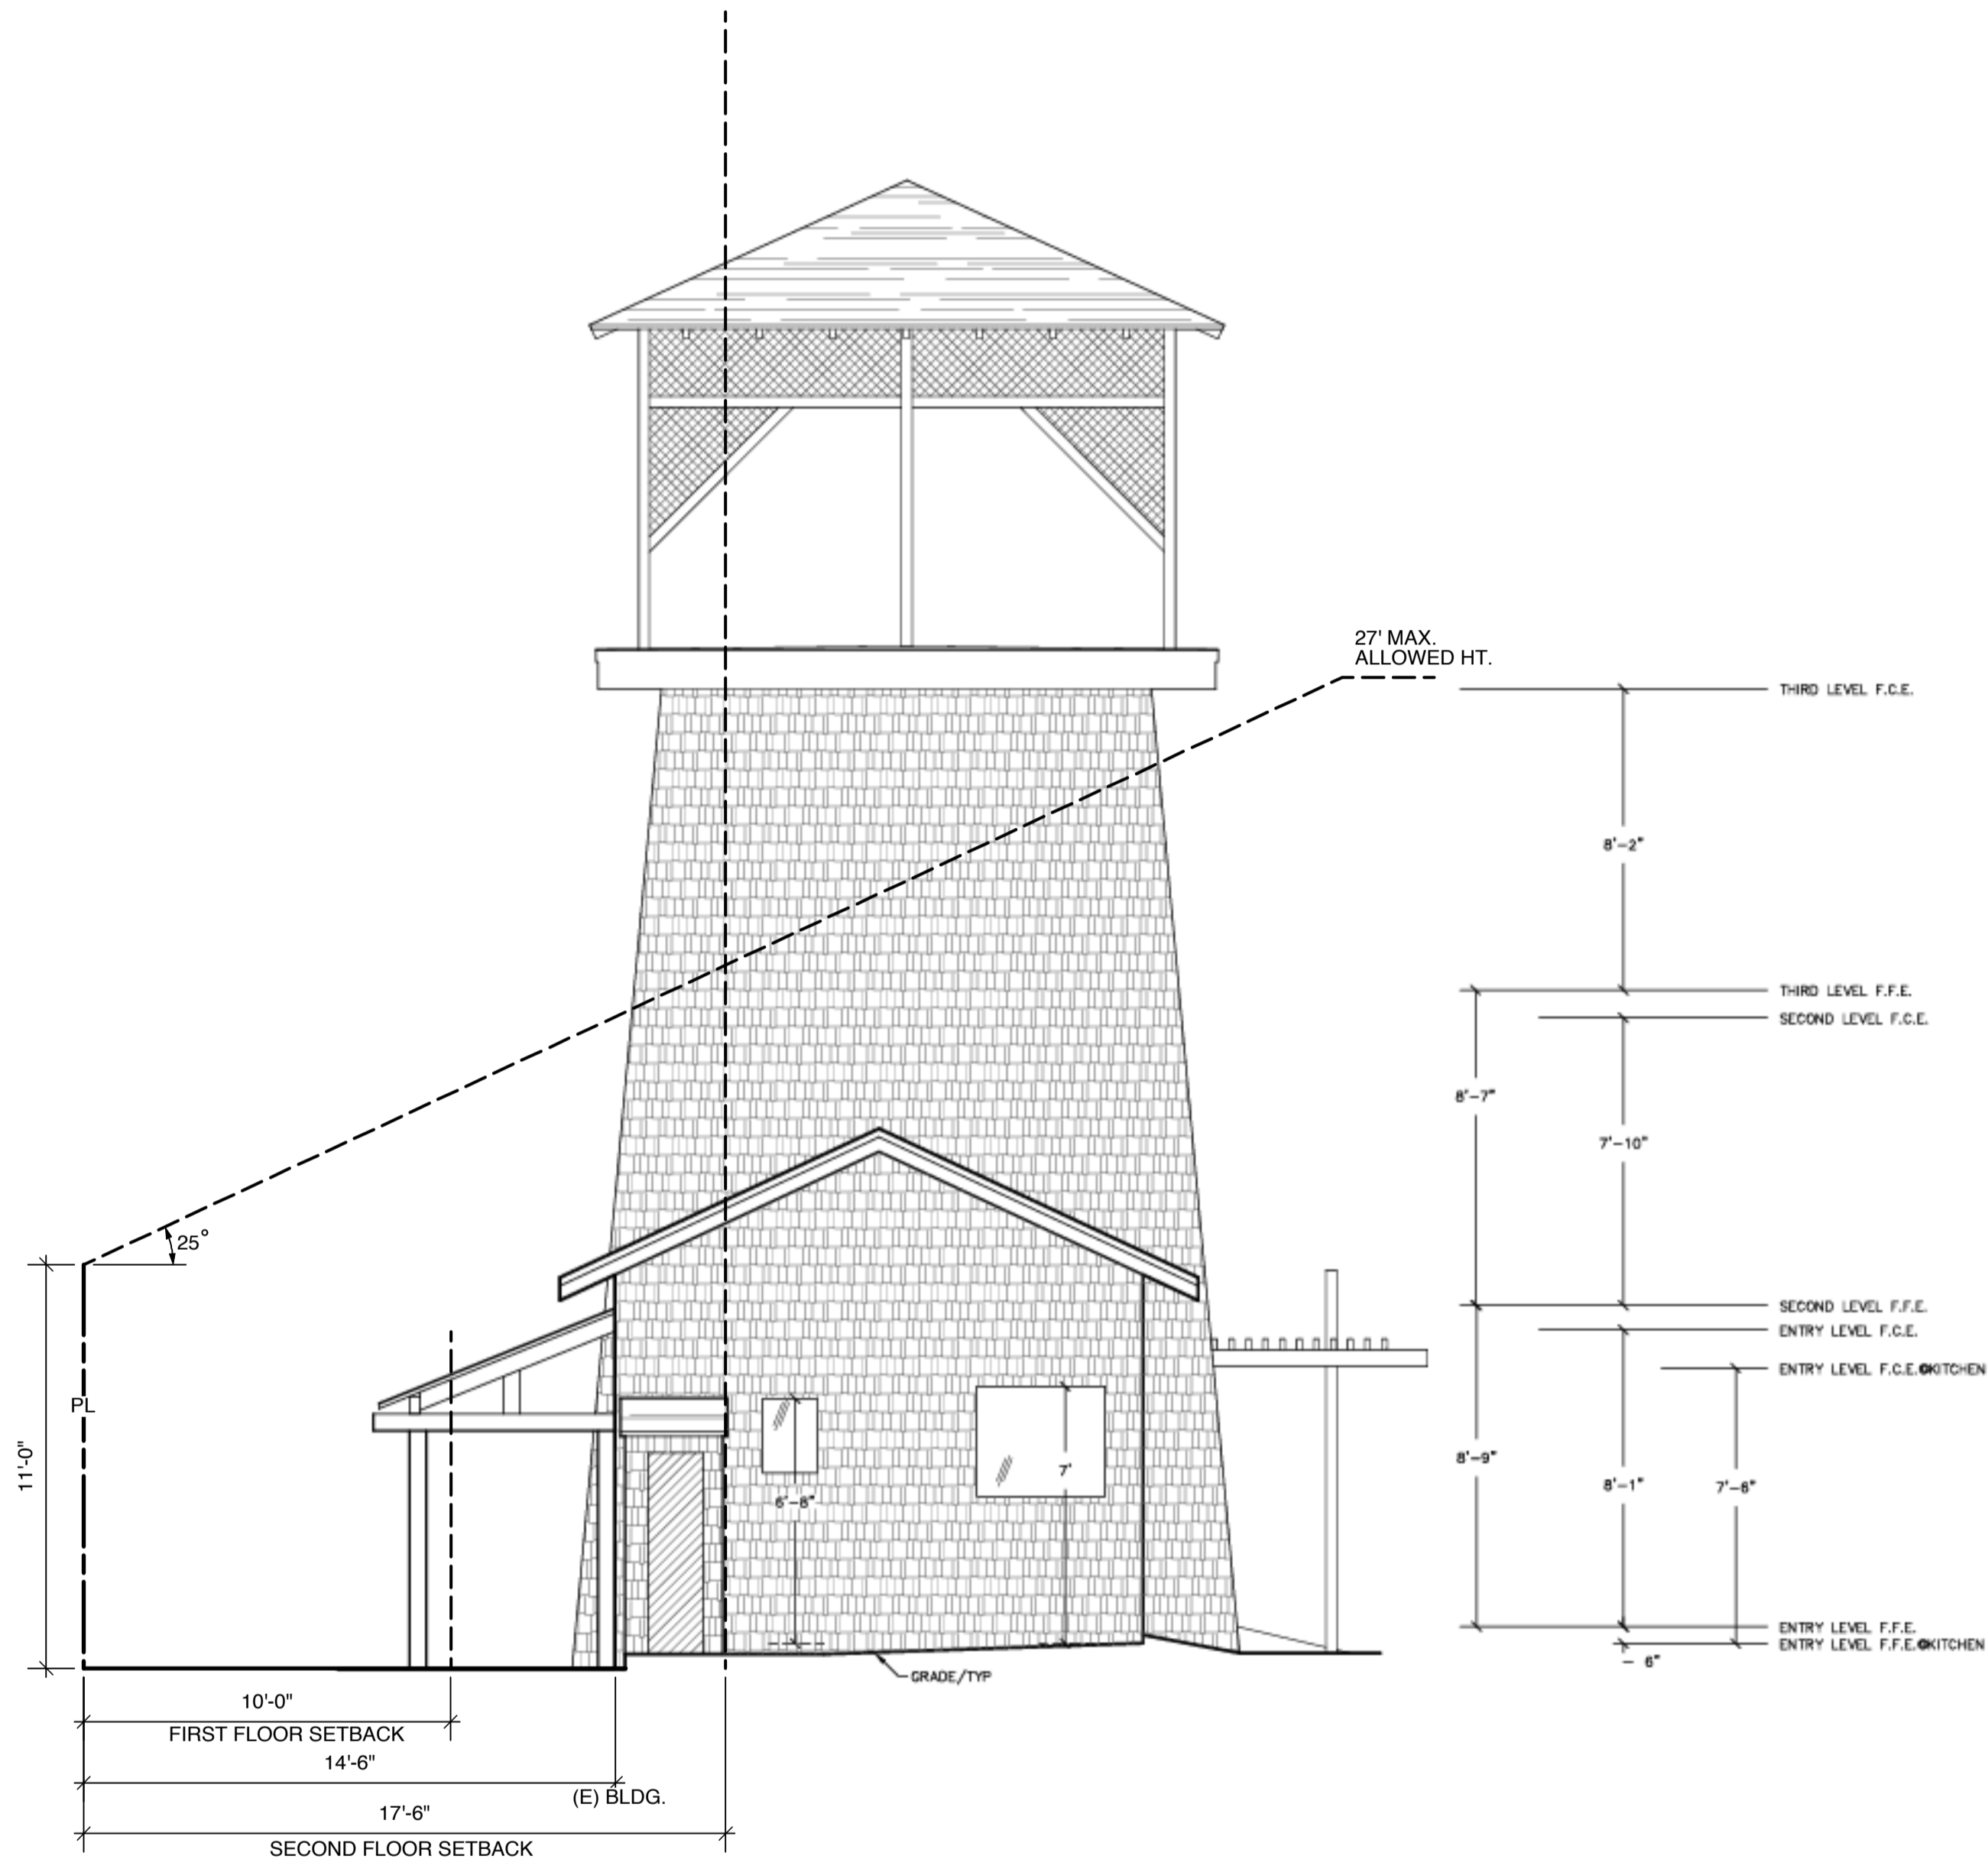 27' MAX.
ALLOWED HT.
THIRD LEVEL F.C.E.
8'-2"
THIRD LEVEL F.F.E.
SECOND LEVEL F.C.E.
8'-7"
7'-10"
25°
SECOND LEVEL F.F.E.
ENTRY LEVEL F.C.E.
ENTRY LEVEL F.C.E.@KITCHEN
PL
11'-0"
8'-9"
7'
8'-1"
7'-8"
6'-8"
ENTRY LEVEL F.F.E.
ENTRY LEVEL F.F.E.@KITCHEN
6"
GRADE/TYP
10'-0"
FIRST FLOOR SETBACK
14'-6"
(E) BLDG.
17'-6"
SECOND FLOOR SETBACK